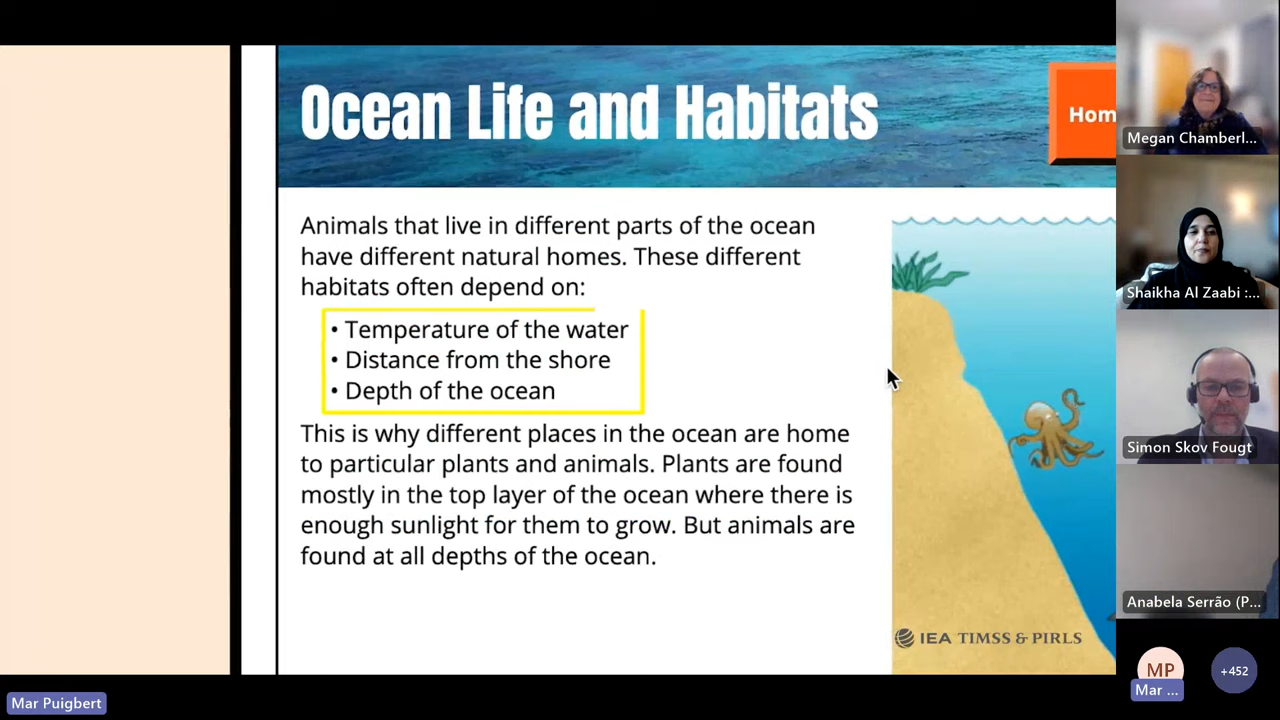 Ocean Life and Habitats
Hom
Animals that live in different parts of the ocean
have different natural homes. These different
habitats often depend on:
• Temperature of the water
• Distance from the shore
• Depth of the ocean
This is why different places in the ocean are home
to particular plants and animals. Plants are found
mostly in the top layer of the ocean where there is
enough sunlight for them to grow. But animals are
found at all depths of the ocean.
IEA TIMSS & PIRLS
Megan Chamberl...
Shaikha Al Zaabi :...
Simon Skov Fougt
Anabela Serrão (P...
MP
+452
Mar ...
Mar Puigbert